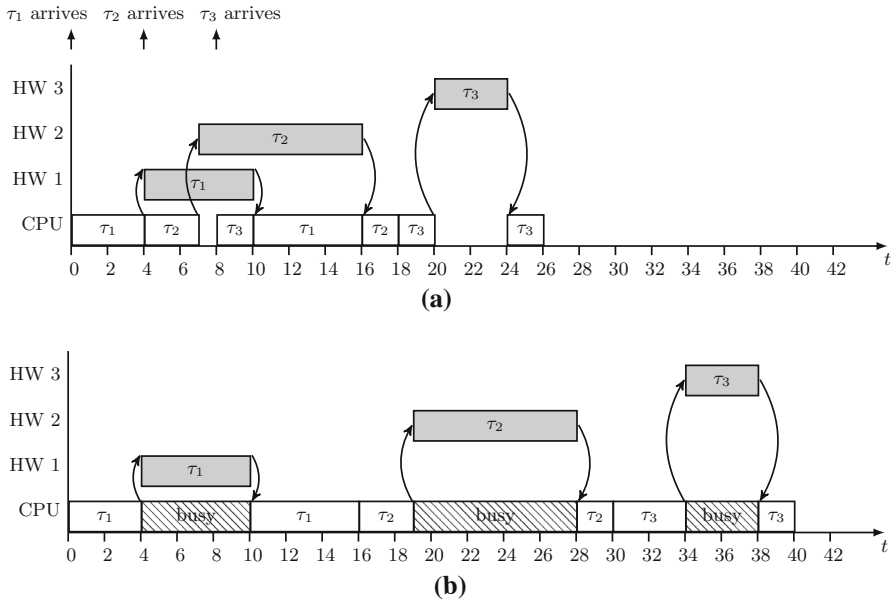 τ1 arrives τ2 arrives τ3 arrives
HW 3
τ3
HW 2
τ2
HW 1
τ1
CPU
τ1 τ2 τ3 τ1 τ2 τ3 τ3
0 2 4 6 8 10 12 14 16 18 20 22 24 26 28 30 32 34 36 38 40 42 t
(a)
HW 3
τ3
HW 2
τ2
HW 1
τ1
CPU
τ1 busy τ1 τ2 busy τ2 τ3 busy τ3
0 2 4 6 8 10 12 14 16 18 20 22 24 26 28 30 32 34 36 38 40 42 t
(b)